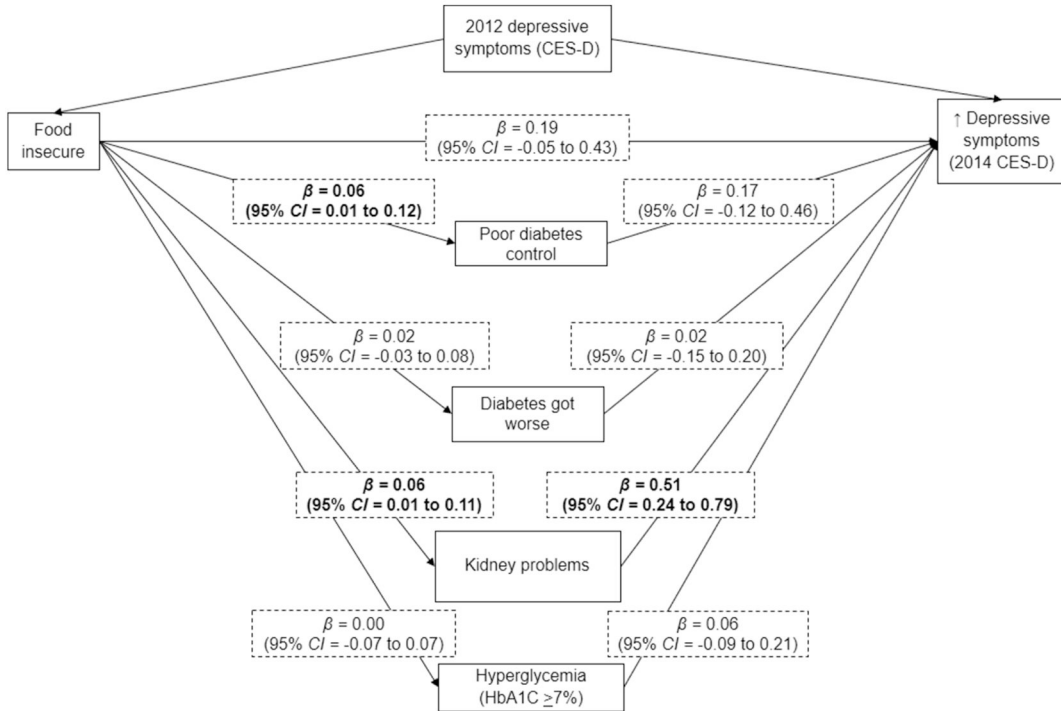 2012 depressive
symptoms (CES-D)
Food
insecure
β = 0.19
(95% CI = -0.05 to 0.43)
↑ Depressive
symptoms
(2014 CES-D)
β = 0.06
(95% CI = 0.01 to 0.12)
β = 0.17
(95% CI = -0.12 to 0.46)
Poor diabetes
control
β = 0.02
(95% CI = -0.03 to 0.08)
β = 0.02
(95% CI = -0.15 to 0.20)
Diabetes got
worse
β = 0.06
(95% CI = 0.01 to 0.11)
β = 0.51
(95% CI = 0.24 to 0.79)
Kidney problems
β = 0.00
(95% CI = -0.07 to 0.07)
β = 0.06
(95% CI = -0.09 to 0.21)
Hyperglycemia
(HbA1C ≥7%)